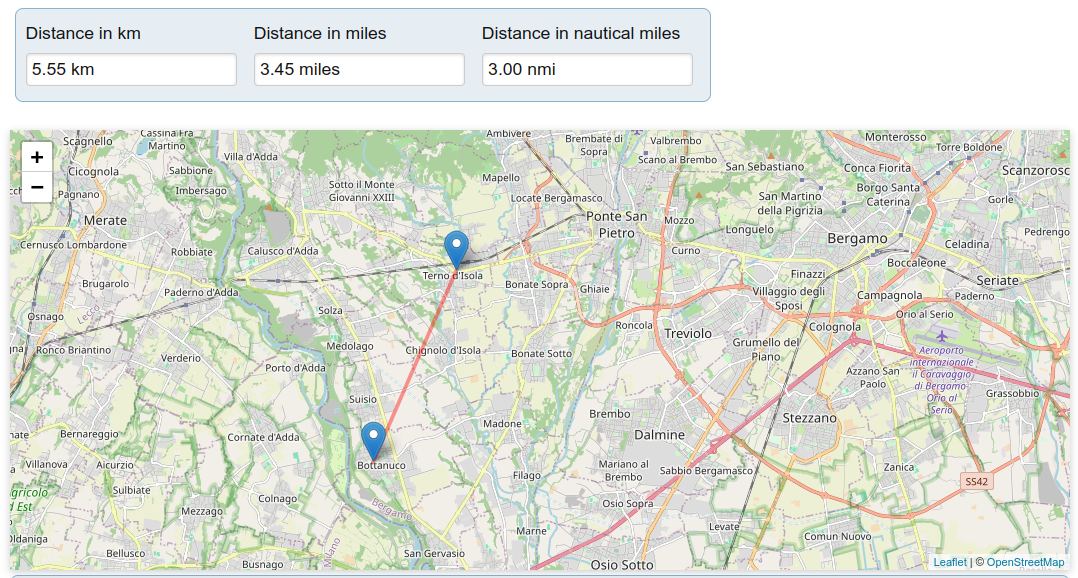 Distance in km
Distance in miles
Distance in nautical miles
5.55 km
3.45 miles
3.00 nmi
+
−
Scagnello
Cassina Fra
Martino
Ambivere
Brembate di
Sopra
Valbrembo
Monterosso
Torre Boldone
Villa d'Adda
Scano al Brembo
Cicognola
Sabbione
Mapello
San Sebastiano
Conca Fiorita
Scanzorosc
Pagnano
Imbersago
Sotto il Monte
Giovanni XXIII
Locate Bergamasco
San Martino
della Pigrizia
Borgo Santa
Caterina
Gorle
Merate
Ponte San
Pietro
Mozzo
Longuelo
Pedrengo
Cernusco Lombardone
Robbiate
Calusco d'Adda
Curno
Bergamo
Celadina
Boccaleone
Brugarolo
Paderno d'Adda
Terno d'Isola
Bonate Sopra
Ghiaie
Finazzi
Seriate
Villaggio degli
Sposi
Campagnola
Paderno
Osnago
Solza
Roncola
Treviolo
Colognola
Orio al Serio
Ronco Briantino
Medolago
Chignolo d'Isola
Bonate Sotto
Grumello del
Piano
Aeroporto
internazionale
il Caravaggio
di Bergamo-
Orio al
Serio
Verderio
Porto d'Adda
Azzano San
Paolo
Grassobbio
Suisio
Brembo
Stezzano
Bernareggio
Cornate d'Adda
Madone
Dalmine
Villanova
Aicurzio
Bottanuco
Mariano al
Brembo
Sabbio Bergamasco
Zanica
Filago
SS42
Sulbiate
Colnago
Mezzago
Bergamo
Osio Sopra
Marne
Levate
Comun Nuovo
Bellusco
Busnago
San Gervasio
Osio Sotto
Milano
Leaflet | © OpenStreetMap